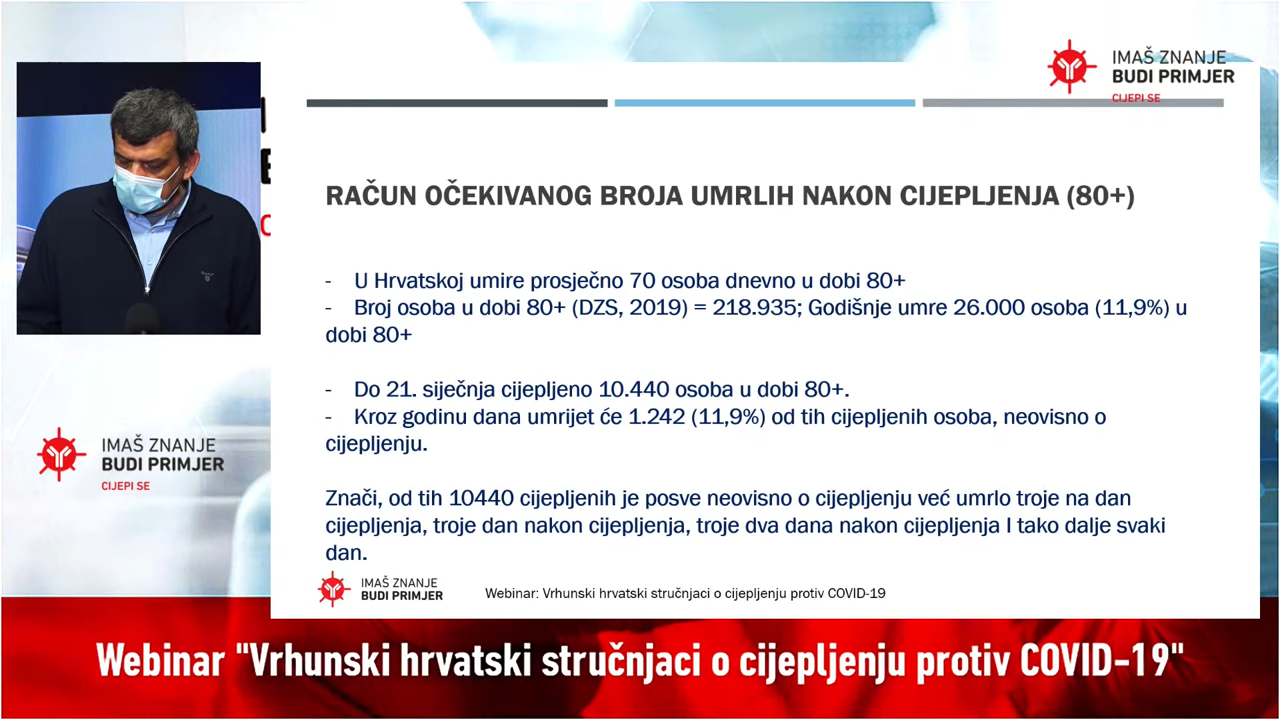 IMAŠ ZNANJE
BUDI PRIMJER
CIJEPI SE
RAČUN OČEKIVANOG BROJA UMRLIH NAKON CIJEPLJENJA (80+)
- U Hrvatskoj umire prosječno 70 osoba dnevno u dobi 80+
- Broj osoba u dobi 80+ (DZS, 2019) = 218.935; Godišnje umre 26.000 osoba (11,9%) u
dobi 80+
- Do 21. siječnja cijepljeno 10.440 osoba u dobi 80+.
- Kroz godinu dana umrijet će 1.242 (11,9%) od tih cijepljenih osoba, neovisno o
cijepljenju.
Znači, od tih 10440 cijepljenih je posve neovisno o cijepljenju već umrlo troje na dan
cijepljenja, troje dan nakon cijepljenja, troje dva dana nakon cijepljenja I tako dalje svaki
dan.
IMAŠ ZNANJE
BUDI PRIMJER
Webinar: Vrhunski hrvatski stručnjaci o cijepljenju protiv COVID-19
IMAŠ ZNANJE
BUDI PRIMJER
CIJEPI SE
Webinar "Vrhunski hrvatski stručnjaci o cijepljenju protiv COVID-19"